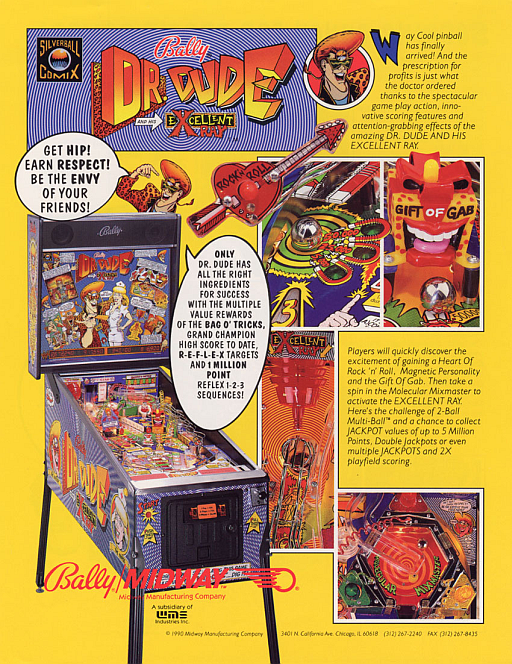 SILVERBALL
COMIX
Bally
DR. DUDE
AND HIS
EXCELLENT
RAY
Way Cool pinball
has finally
arrived! And the
prescription for
profits is just what
the doctor ordered
thanks to the spectacular
game play action, inno-
vative scoring features and
attention-grabbing effects of the
amazing DR. DUDE AND HIS
EXCELLENT RAY.
GET HIP!
EARN RESPECT!
BE THE ENVY
OF YOUR
FRIENDS!
ROCK N ROLL
GIFT OF GAB
Bally
DR. DUDE
ONLY
DR. DUDE HAS
ALL THE RIGHT
INGREDIENTS
FOR SUCCESS
WITH THE MULTIPLE
VALUE REWARDS
OF THE BAG O' TRICKS,
GRAND CHAMPION
HIGH SCORE TO DATE,
R-E-F-L-E-X TARGETS
AND 1 MILLION
POINT
REFLEX 1-2-3
SEQUENCES!
EXCELLENT
Players will quickly discover the
excitement of gaining a Heart Of
Rock 'n' Roll, Magnetic Personality
and the Gift Of Gab. Then take a
spin in the Molecular Mixmaster to
activate the EXCELLENT RAY.
Here's the challenge of 2-Ball
Multi-Ball™ and a chance to collect
JACKPOT values of up to 5 Million
Points, Double Jackpots or even
multiple JACKPOTS and 2X
playfield scoring.
DR. DUDE
MOLECULAR MIXMASTER
Bally MIDWAY ®
Midway Manufacturing Company
A subsidiary of
WMS
Industries Inc.
© 1990 Midway Manufacturing Company 3401 N. California Ave. Chicago, IL 60618 (312) 267-2240 FAX (312) 267-8435